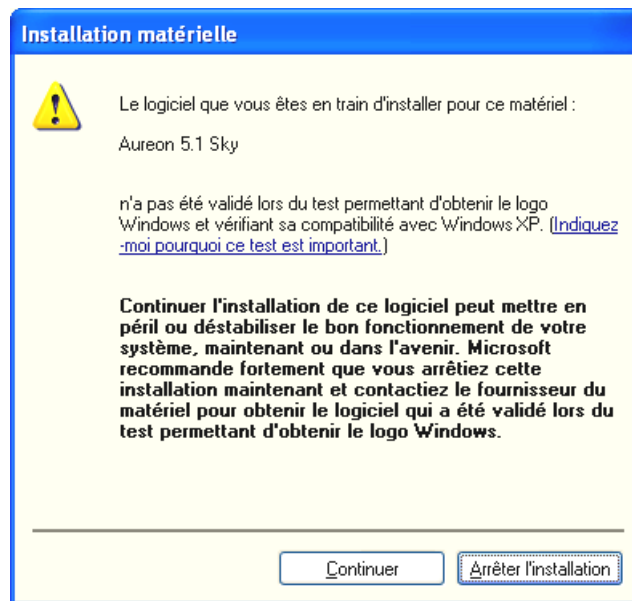 Installation matérielle
Le logiciel que vous êtes en train d'installer pour ce matériel :
Aureon 5.1 Sky
n'a pas été validé lors du test permettant d'obtenir le logo
Windows et vérifiant sa compatibilité avec Windows XP. (Indiquez
-moi pourquoi ce test est important.)
Continuer l'installation de ce logiciel peut mettre en
péril ou déstabiliser le bon fonctionnement de votre
système, maintenant ou dans l'avenir. Microsoft
recommande fortement que vous arrêtiez cette
installation maintenant et contactiez le fournisseur du
matériel pour obtenir le logiciel qui a été validé lors du
test permettant d'obtenir le logo Windows.
Continuer
Arrêter l'installation